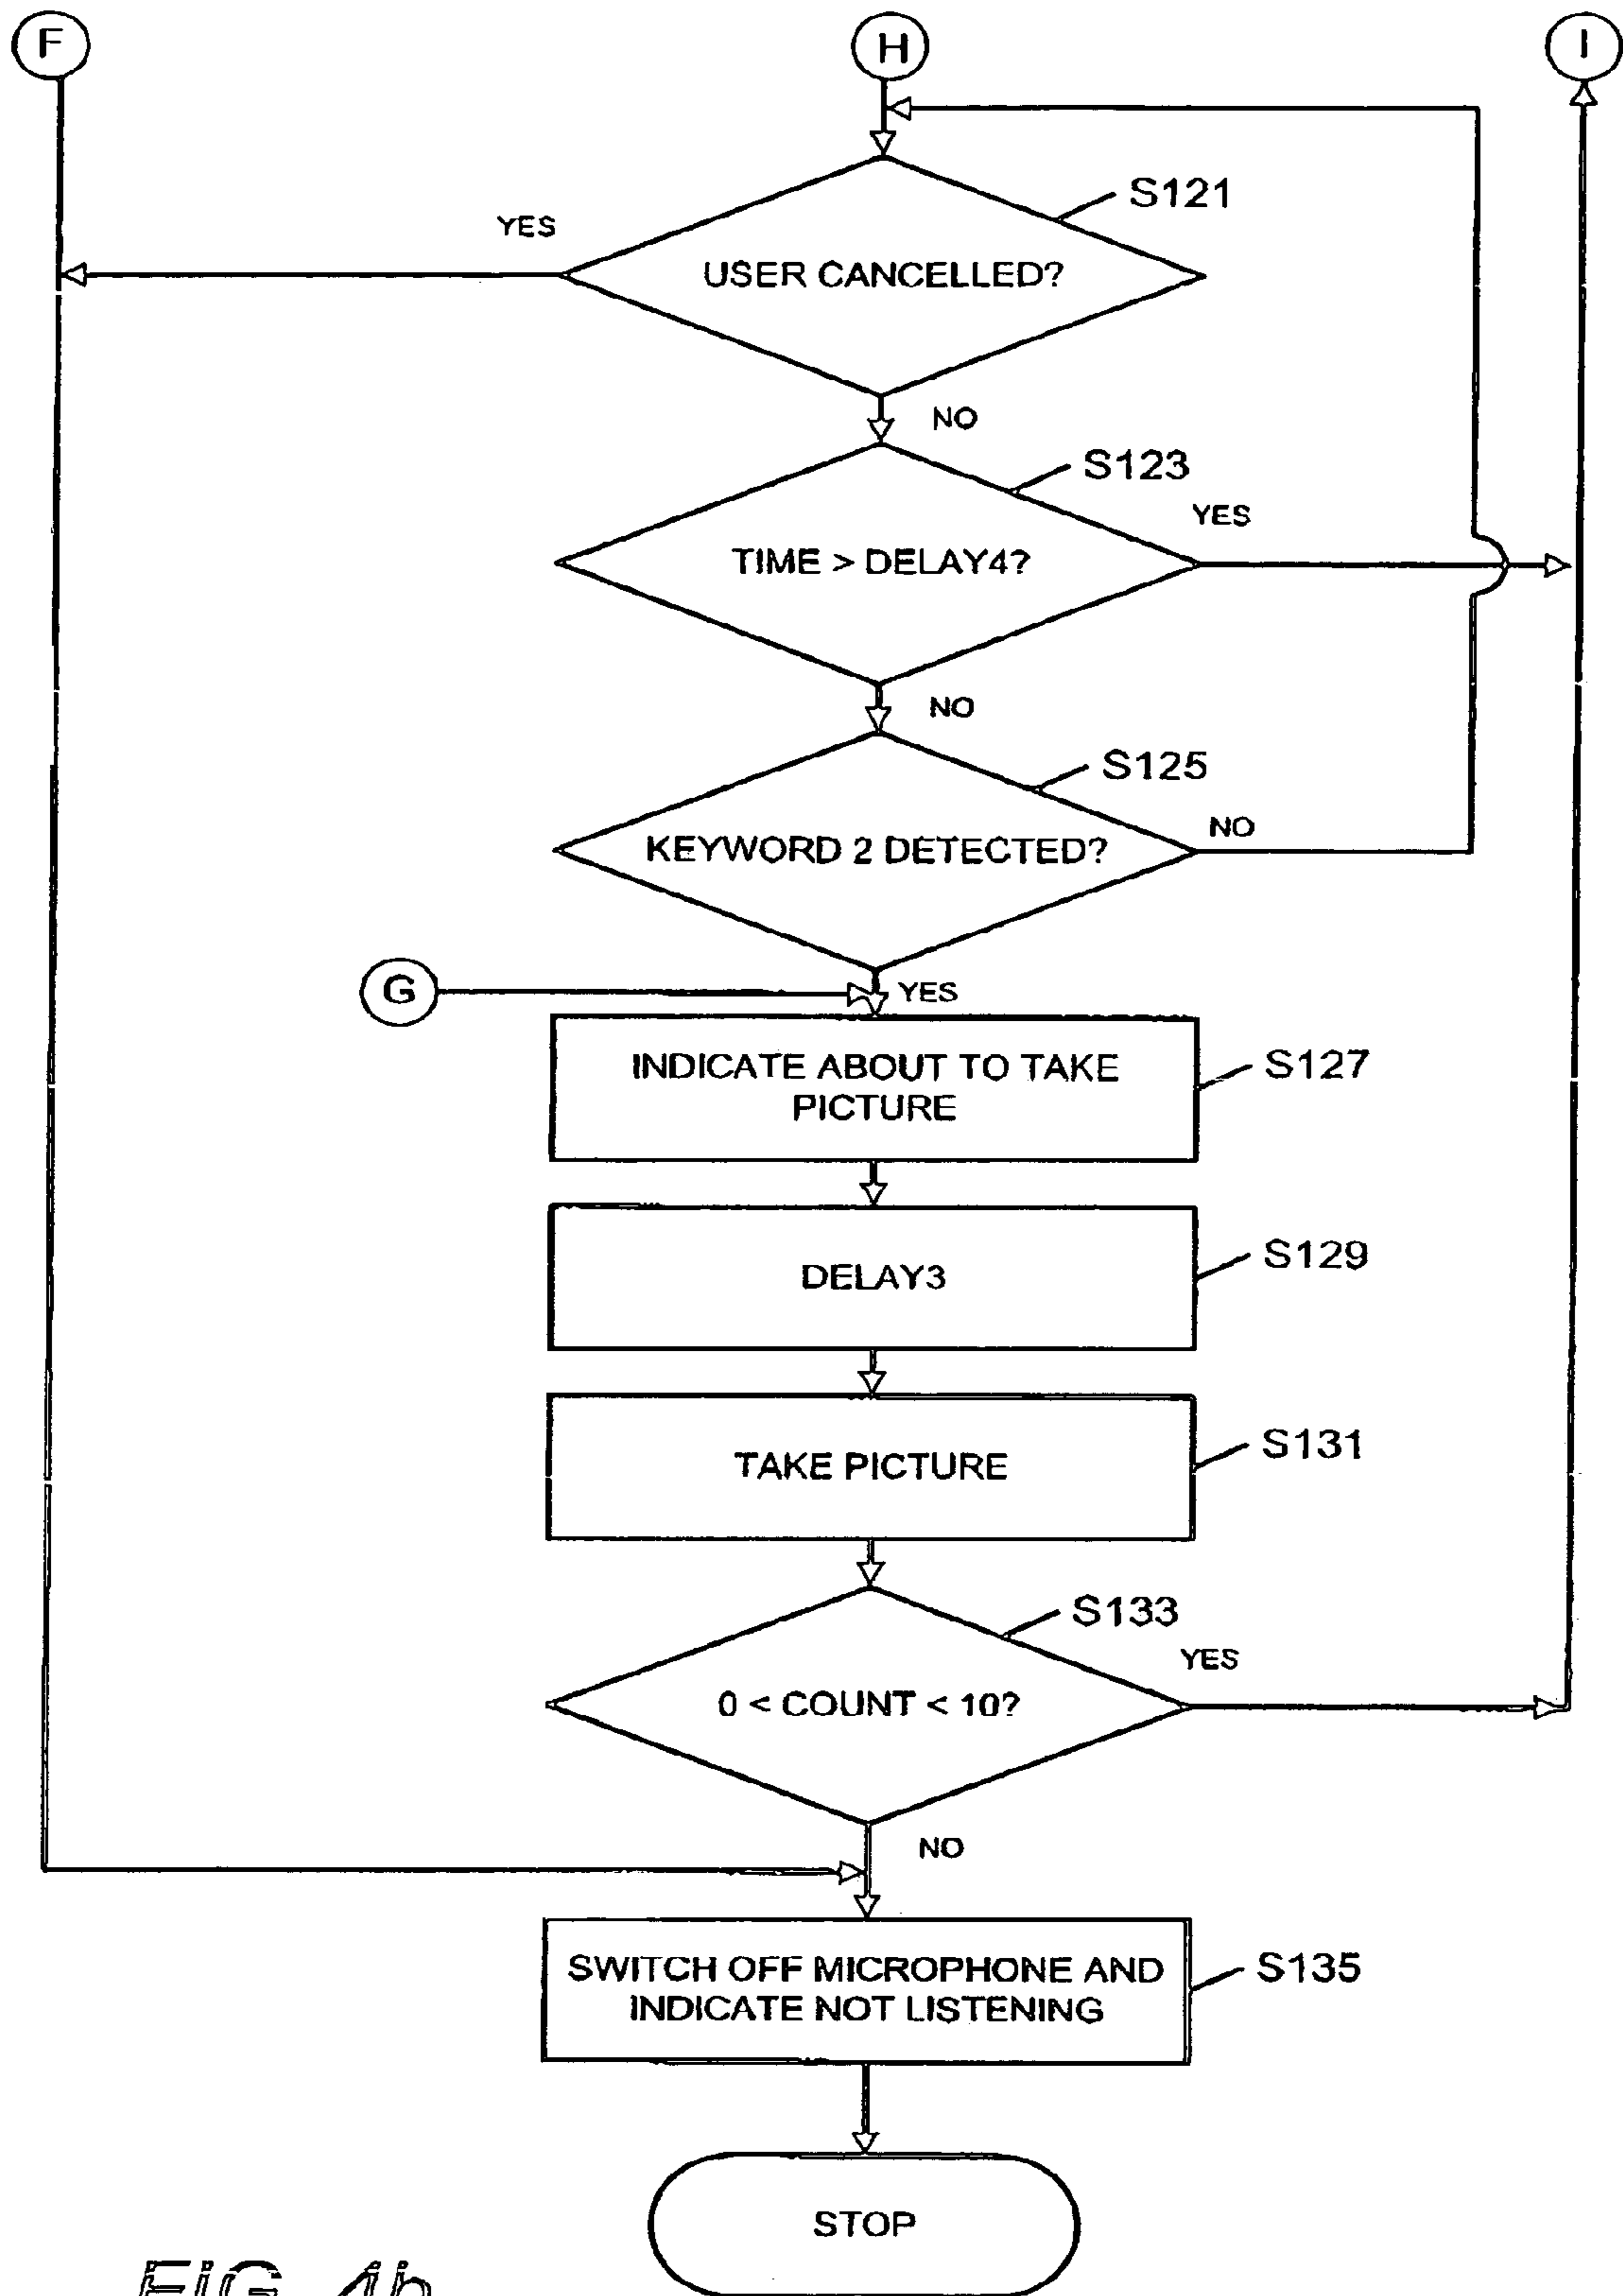 F
H
I
S121
YES
USER CANCELLED?
NO
S123
YES
TIME > DELAY4?
NO
S125
NO
KEYWORD 2 DETECTED?
G
YES
INDICATE ABOUT TO TAKE
PICTURE
S127
DELAY3
S129
TAKE PICTURE
S131
S133
YES
0 < COUNT < 10?
NO
SWITCH OFF MICROPHONE AND
INDICATE NOT LISTENING
S135
STOP
FIG. 4b